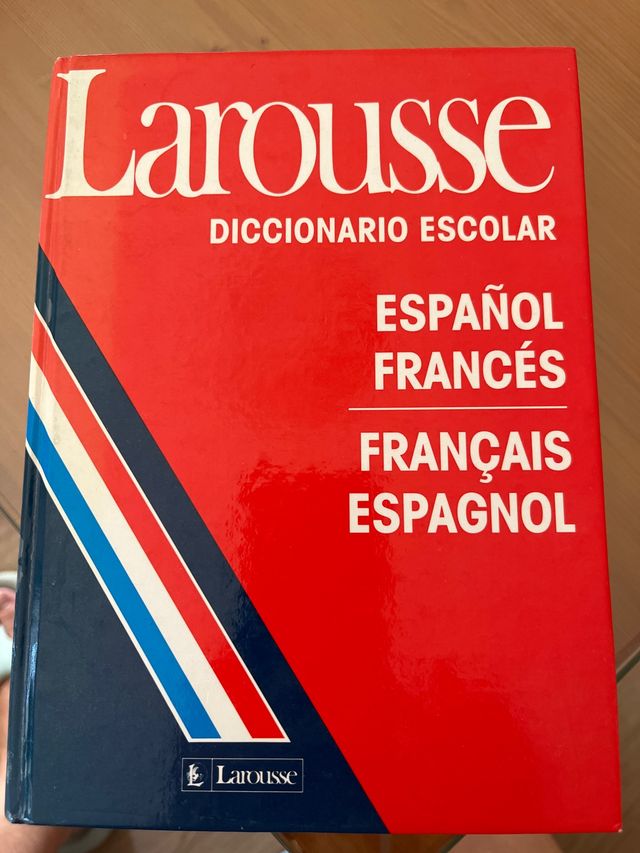 Larousse
DICCIONARIO ESCOLAR
ESPAÑOL
FRANCÉS
FRANÇAIS
ESPAGNOL
L Larousse